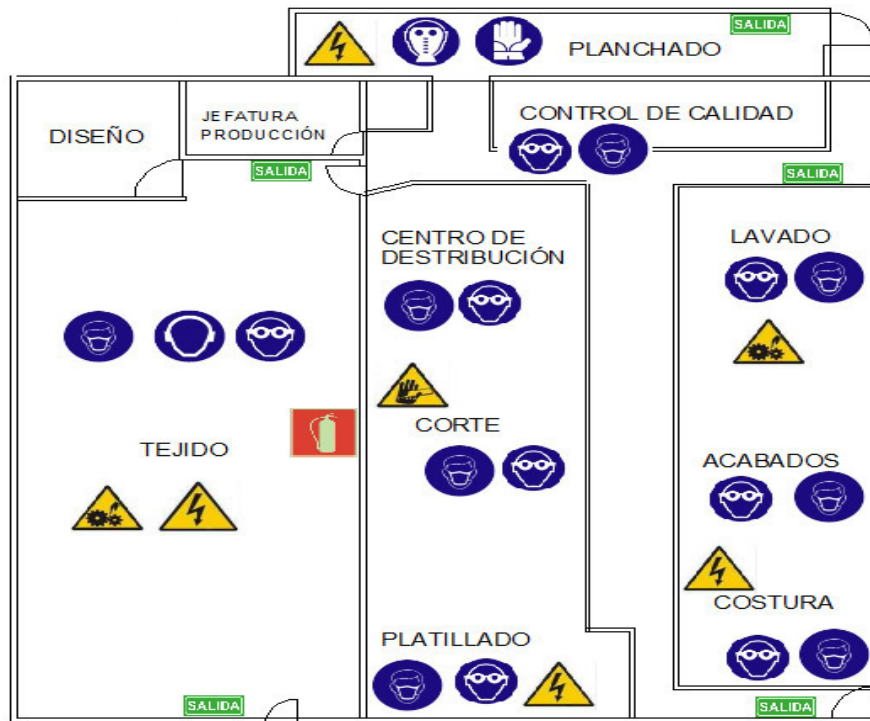 SALIDA
PLANCHADO
DISEÑO
JEFATURA
PRODUCCIÓN
CONTROL DE CALIDAD
SALIDA
SALIDA
CENTRO DE
DESTRIBUCIÓN
LAVADO
TEJIDO
CORTE
ACABADOS
COSTURA
PLATILLADO
SALIDA
SALIDA